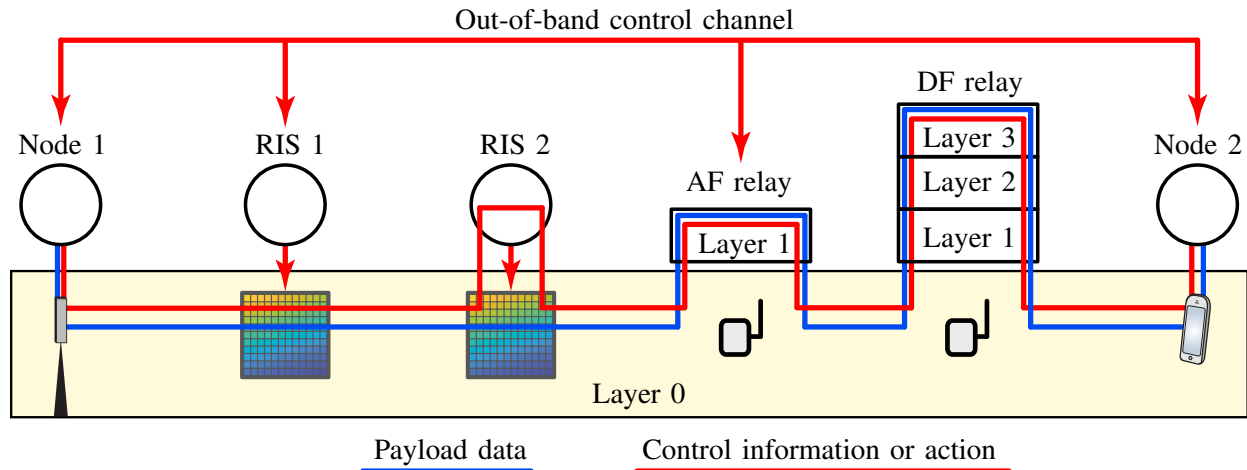 Out-of-band control channel
DF relay
Node 1
RIS 1
RIS 2
Layer 3
Node 2
AF relay
Layer 2
Layer 1
Layer 1
Layer 0
Payload data
Control information or action